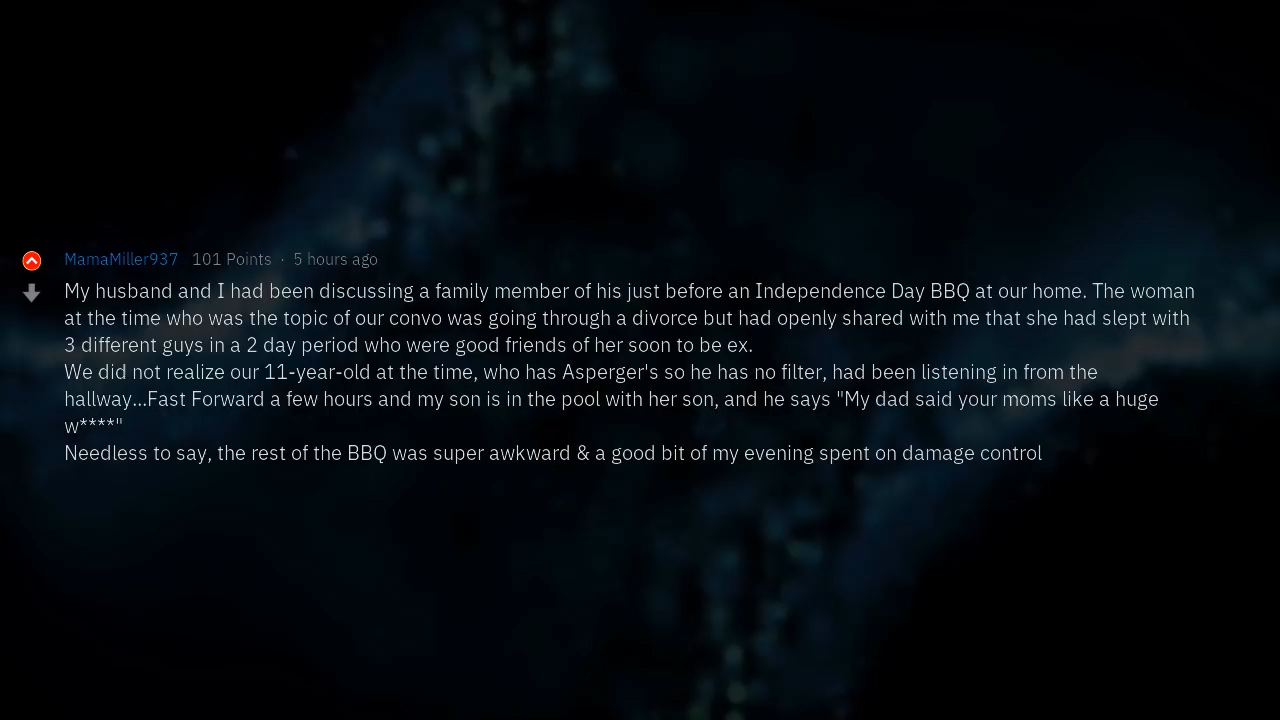 MamaMiller937 101 Points · 5 hours ago
My husband and I had been discussing a family member of his just before an Independence Day BBQ at our home. The woman
at the time who was the topic of our convo was going through a divorce but had openly shared with me that she had slept with
3 different guys in a 2 day period who were good friends of her soon to be ex.
We did not realize our 11-year-old at the time, who has Asperger's so he has no filter, had been listening in from the
hallway...Fast Forward a few hours and my son is in the pool with her son, and he says "My dad said your moms like a huge
w****"
Needless to say, the rest of the BBQ was super awkward & a good bit of my evening spent on damage control